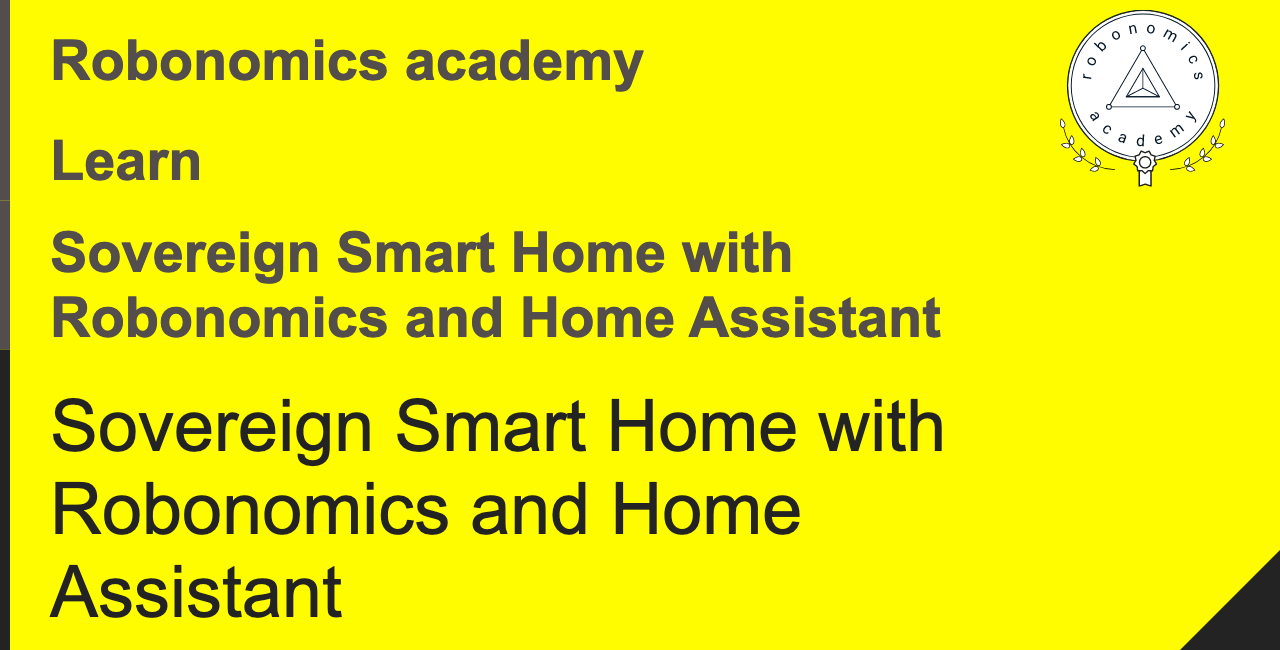 Robonomics academy
robonomics
academy
Learn
Sovereign Smart Home with
Robonomics and Home Assistant
Sovereign Smart Home with
Robonomics and Home
Assistant